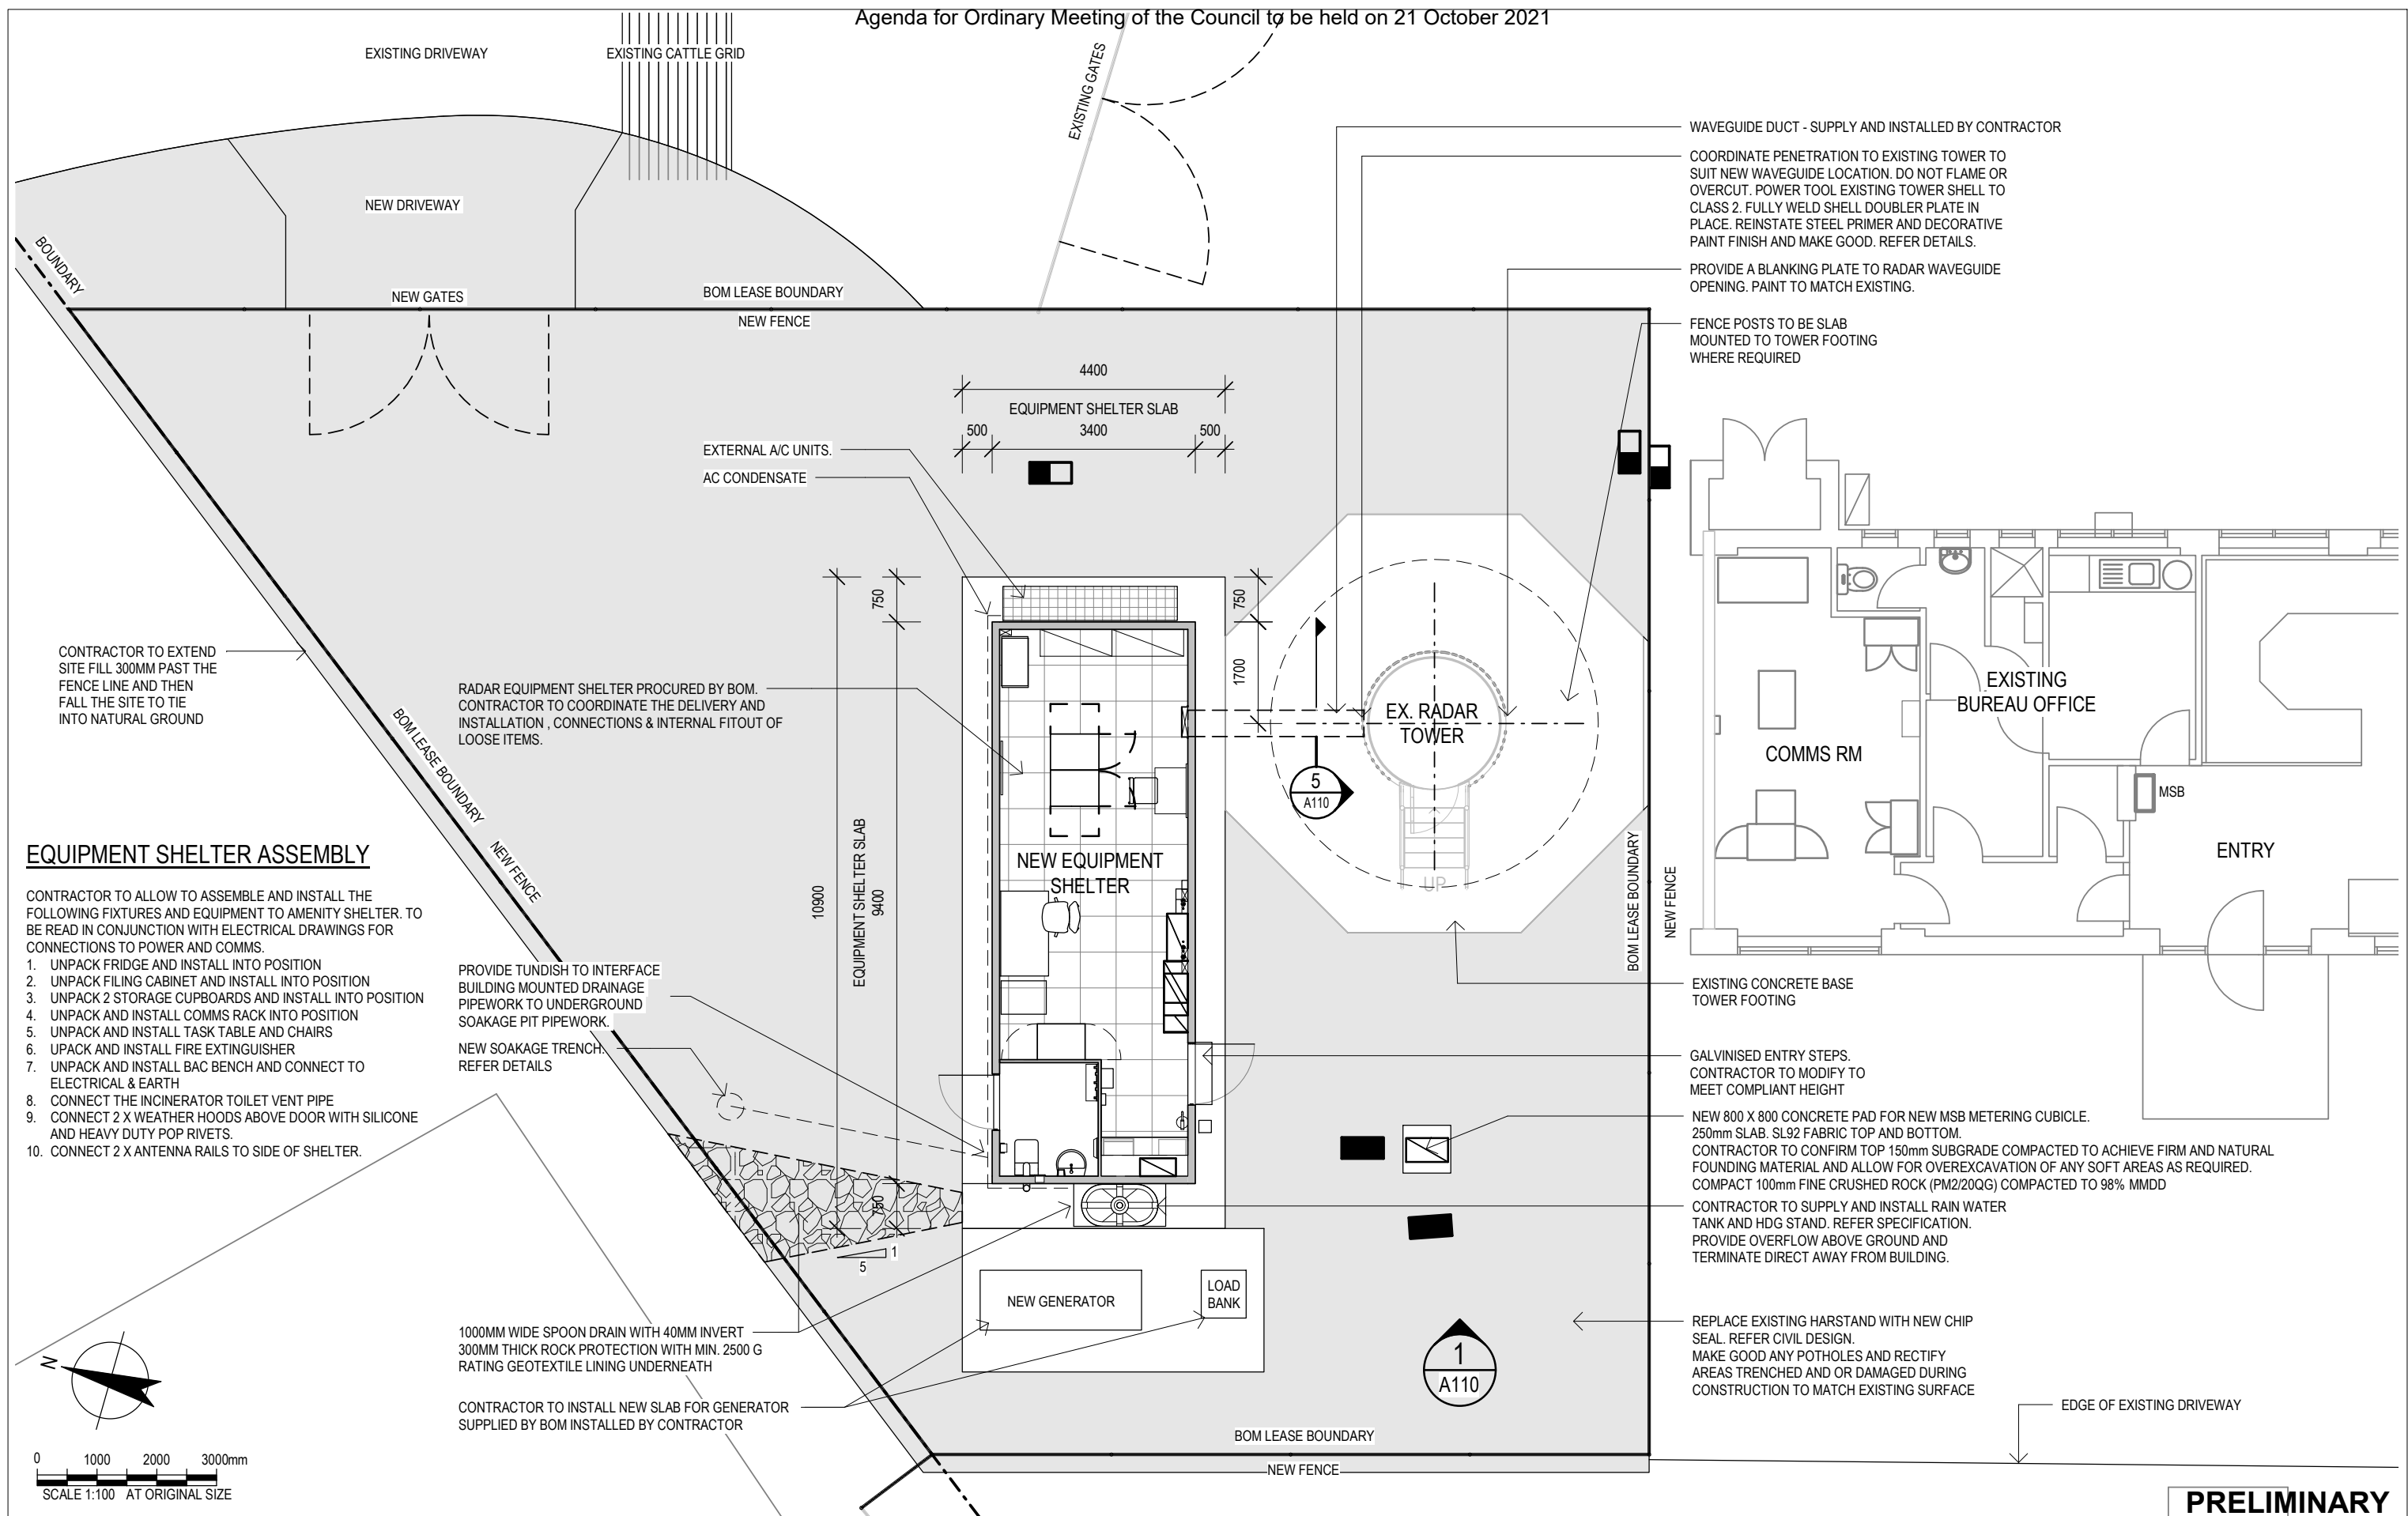 Agenda for Ordinary Meeting of the Council to be held on 21 October 2021
EXISTING DRIVEWAY
EXISTING CATTLE GRID
EXISTING GATES
NEW DRIVEWAY
BOUNDARY
NEW GATES
BOM LEASE BOUNDARY
NEW FENCE
WAVEGUIDE DUCT - SUPPLY AND INSTALLED BY CONTRACTOR
COORDINATE PENETRATION TO EXISTING TOWER TO
SUIT NEW WAVEGUIDE LOCATION. DO NOT FLAME OR
OVERCUT. POWER TOOL EXISTING TOWER SHELL TO
CLASS 2. FULLY WELD SHELL DOUBLER PLATE IN
PLACE. REINSTATE STEEL PRIMER AND DECORATIVE
PAINT FINISH AND MAKE GOOD. REFER DETAILS.
PROVIDE A BLANKING PLATE TO RADAR WAVEGUIDE
OPENING. PAINT TO MATCH EXISTING.
FENCE POSTS TO BE SLAB
MOUNTED TO TOWER FOOTING
WHERE REQUIRED
4400
EQUIPMENT SHELTER SLAB
500
3400
500
EXTERNAL A/C UNITS.
AC CONDENSATE
750
750
1700
CONTRACTOR TO EXTEND
SITE FILL 300MM PAST THE
FENCE LINE AND THEN
FALL THE SITE TO TIE
INTO NATURAL GROUND
RADAR EQUIPMENT SHELTER PROCURED BY BOM.
CONTRACTOR TO COORDINATE THE DELIVERY AND
INSTALLATION , CONNECTIONS & INTERNAL FITOUT OF
LOOSE ITEMS.
BOM LEASE BOUNDARY
NEW FENCE
EX. RADAR
TOWER
5
A110
UP
EXISTING
BUREAU OFFICE
COMMS RM
MSB
ENTRY
BOM LEASE BOUNDARY
NEW FENCE
10900
EQUIPMENT SHELTER SLAB
9400
750
NEW EQUIPMENT
SHELTER
EQUIPMENT SHELTER ASSEMBLY
CONTRACTOR TO ALLOW TO ASSEMBLE AND INSTALL THE
FOLLOWING FIXTURES AND EQUIPMENT TO AMENITY SHELTER. TO
BE READ IN CONJUNCTION WITH ELECTRICAL DRAWINGS FOR
CONNECTIONS TO POWER AND COMMS.
1. UNPACK FRIDGE AND INSTALL INTO POSITION
2. UNPACK FILING CABINET AND INSTALL INTO POSITION
3. UNPACK 2 STORAGE CUPBOARDS AND INSTALL INTO POSITION
4. UNPACK AND INSTALL COMMS RACK INTO POSITION
5. UNPACK AND INSTALL TASK TABLE AND CHAIRS
6. UPACK AND INSTALL FIRE EXTINGUISHER
7. UNPACK AND INSTALL BAC BENCH AND CONNECT TO
ELECTRICAL & EARTH
8. CONNECT THE INCINERATOR TOILET VENT PIPE
9. CONNECT 2 X WEATHER HOODS ABOVE DOOR WITH SILICONE
AND HEAVY DUTY POP RIVETS.
10. CONNECT 2 X ANTENNA RAILS TO SIDE OF SHELTER.
PROVIDE TUNDISH TO INTERFACE
BUILDING MOUNTED DRAINAGE
PIPEWORK TO UNDERGROUND
SOAKAGE PIT PIPEWORK.
NEW SOAKAGE TRENCH.
REFER DETAILS
EXISTING CONCRETE BASE
TOWER FOOTING
GALVINISED ENTRY STEPS.
CONTRACTOR TO MODIFY TO
MEET COMPLIANT HEIGHT
NEW 800 X 800 CONCRETE PAD FOR NEW MSB METERING CUBICLE.
250mm SLAB. SL92 FABRIC TOP AND BOTTOM.
CONTRACTOR TO CONFIRM TOP 150mm SUBGRADE COMPACTED TO ACHIEVE FIRM AND NATURAL
FOUNDING MATERIAL AND ALLOW FOR OVEREXCAVATION OF ANY SOFT AREAS AS REQUIRED.
COMPACT 100mm FINE CRUSHED ROCK (PM2/20QG) COMPACTED TO 98% MMDD
CONTRACTOR TO SUPPLY AND INSTALL RAIN WATER
TANK AND HDG STAND. REFER SPECIFICATION.
PROVIDE OVERFLOW ABOVE GROUND AND
TERMINATE DIRECT AWAY FROM BUILDING.
1
5
NEW GENERATOR
LOAD
BANK
1000MM WIDE SPOON DRAIN WITH 40MM INVERT
300MM THICK ROCK PROTECTION WITH MIN. 2500 G
RATING GEOTEXTILE LINING UNDERNEATH
CONTRACTOR TO INSTALL NEW SLAB FOR GENERATOR
SUPPLIED BY BOM INSTALLED BY CONTRACTOR
1
A110
REPLACE EXISTING HARSTAND WITH NEW CHIP
SEAL. REFER CIVIL DESIGN.
MAKE GOOD ANY POTHOLES AND RECTIFY
AREAS TRENCHED AND OR DAMAGED DURING
CONSTRUCTION TO MATCH EXISTING SURFACE
EDGE OF EXISTING DRIVEWAY
BOM LEASE BOUNDARY
NEW FENCE
N
0 1000 2000 3000mm
SCALE 1:100 AT ORIGINAL SIZE
PRELIMINARY